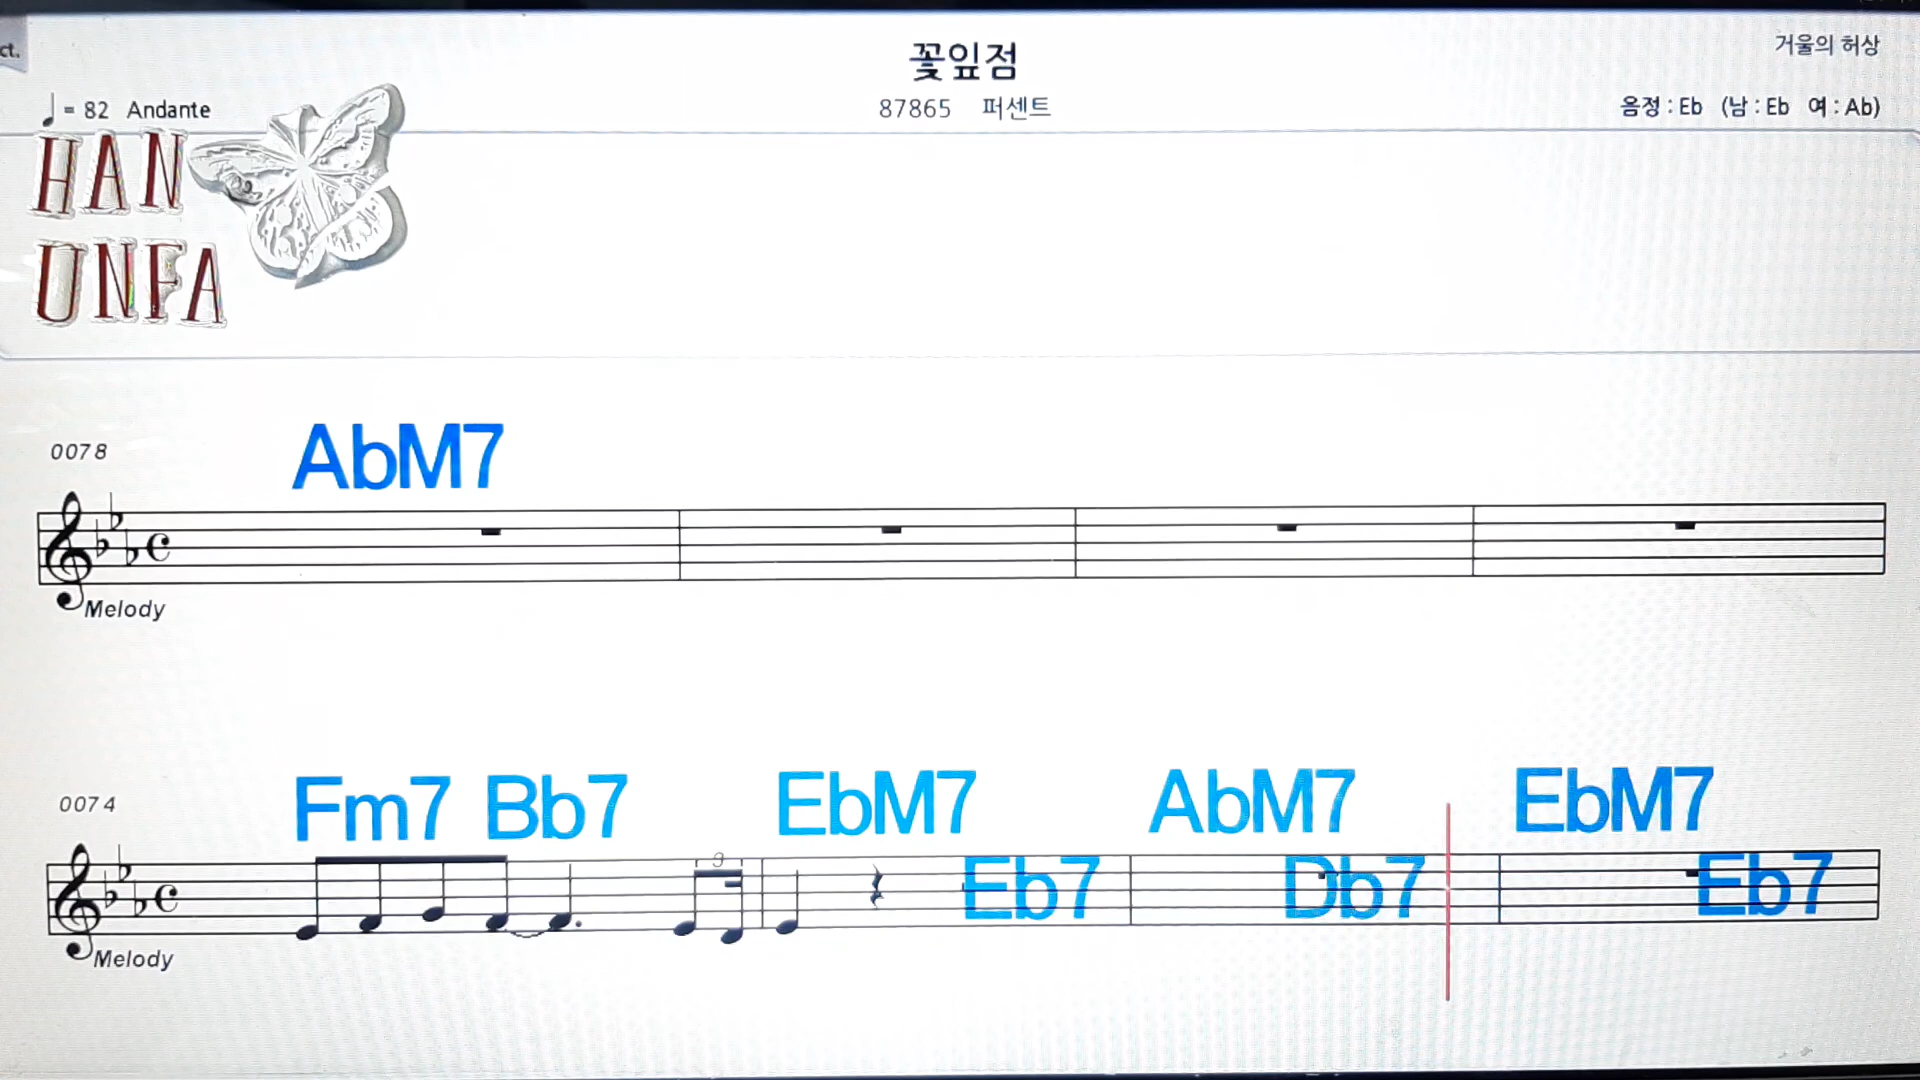 ct.
꽃잎점
거울의 허상
= 82 Andante
87865 퍼센트
음정 : Eb (남 : Eb 여 : Ab)
HAN
UNFA
0078
AbM7
Melody
0074
Fm7 Bb7 EbM7 AbM7 EbM7
3
Eb7 Db7 Eb7
Melody